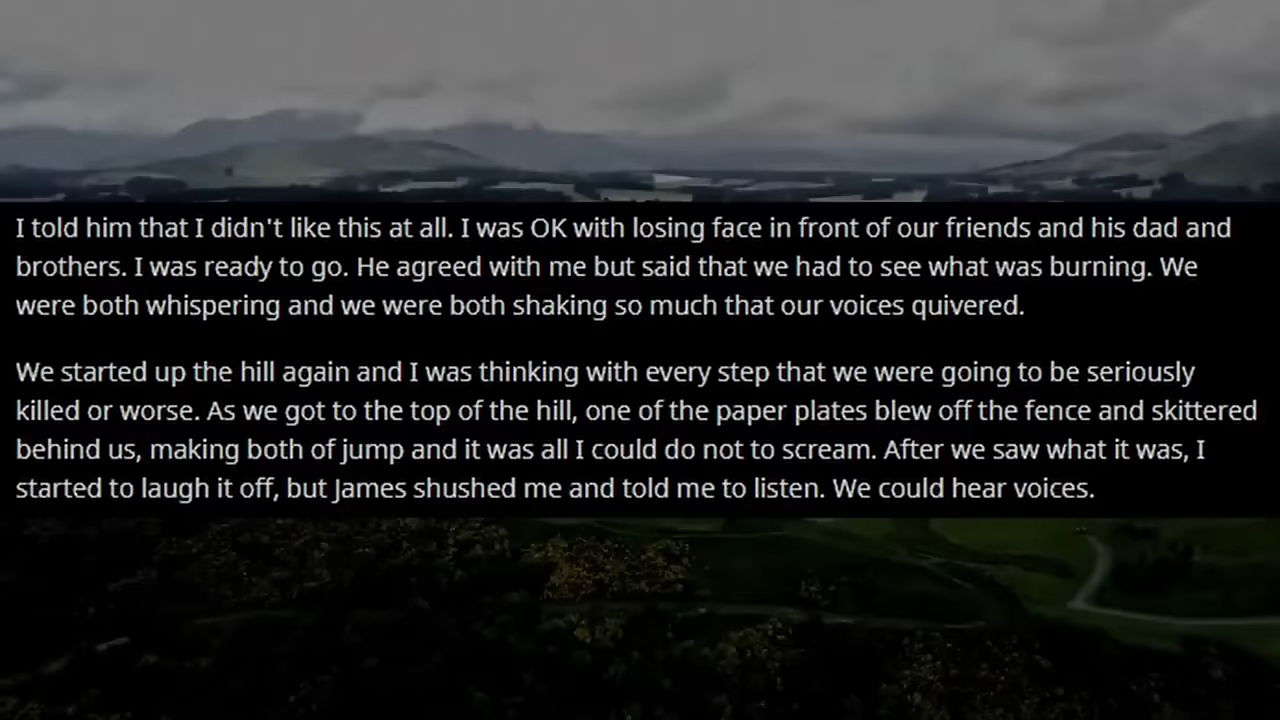 I told him that I didn't like this at all. I was OK with losing face in front of our friends and his dad and
brothers. I was ready to go. He agreed with me but said that we had to see what was burning. We
were both whispering and we were both shaking so much that our voices quivered.
We started up the hill again and I was thinking with every step that we were going to be seriously
killed or worse. As we got to the top of the hill, one of the paper plates blew off the fence and skittered
behind us, making both of jump and it was all I could do not to scream. After we saw what it was, I
started to laugh it off, but James shushed me and told me to listen. We could hear voices.